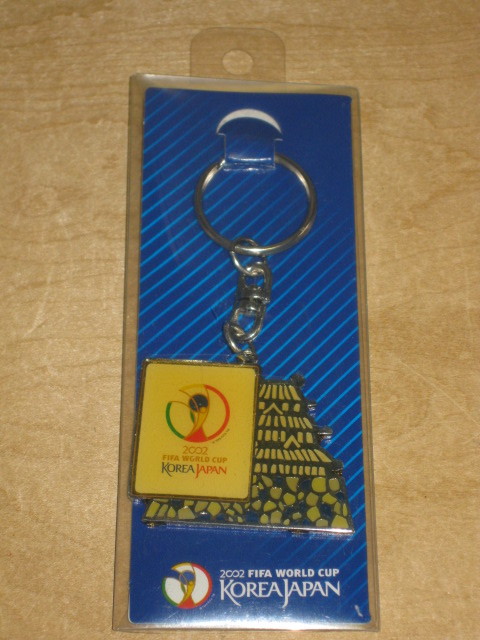 2002
FIFA WORLD CUP
KOREA JAPAN
2002 FIFA WORLD CUP
KOREA JAPAN